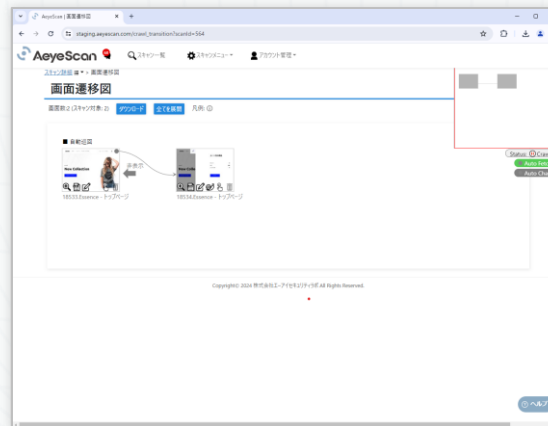 AeyeScan | 画面遷移図
staging.aeyescan.com/crawl_transition?scanId=564
AeyeScan
スキャン一覧
スキャンメニュー
アカウント管理
スキャン詳細
画面遷移図
画面遷移図
画面数:2 (スキャン対象: 2)
ダウンロード
全てを展開
凡例:
Status:
Auto
Auto
■ 自動巡回
New Collection
非表示
18533.Essence - トップページ
18534.Essence - トップページ
Copyright© 2024 株式会社エーアイセキュリティラボ All Rights Reserved.
ヘルプ